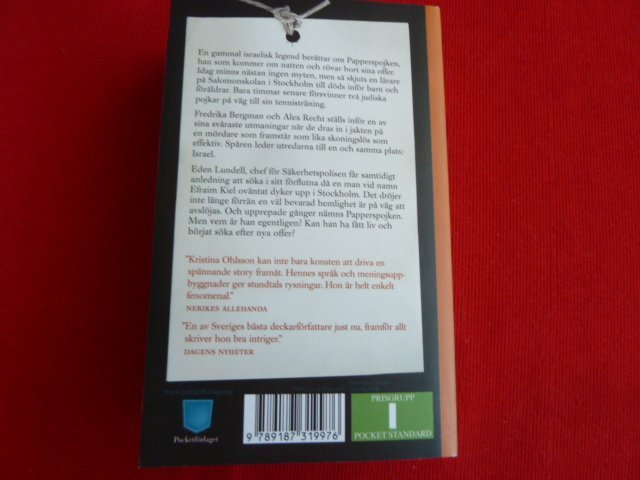 En gammal israelisk legend berättar om Papperspojken,
han som kommer om natten och rövar bort sina offer.
Idag minns nästan ingen myten, men så skjuts en lärare
på Salomonskolan i Stockholm till döds inför barn och
föräldrar. Bara timmar senare försvinner två judiska
pojkar på väg till sin tennisträning.
Fredrika Bergman och Alex Recht ställs inför en av
sina svåraste utmaningar när de dras in i jakten på
en mördare som framstår som lika skoningslös som
effektiv. Spåren leder utredarna till en och samma plats:
Israel.
Eden Lundell, chef för Säkerhetspolisen får samtidigt
anledning att söka i sitt förflutna då en man vid namn
Efraim Kiel oväntat dyker upp i Stockholm. Det dröjer
inte länge förrän en väl bevarad hemlighet är på väg att
avslöjas. Och upprepade gånger nämns Papperspojken.
Men vem är han egentligen? Kan han ha fått liv och
börjat söka efter nya offer?
"Kristina Ohlsson kan inte bara konsten att driva en
spännande story framåt. Hennes språk och meningsupp-
byggnader ger stundtals rysningar. Hon är helt enkelt
fenomenal."
NERIKES ALLEHANDA
"En av Sveriges bästa deckarförfattare just nu, framför allt
skriver hon bra intriger."
DAGENS NYHETER
www.pocketforlaget.se
Pocketförlaget
9 789187 319976
PRISGRUPP
POCKET STANDARD